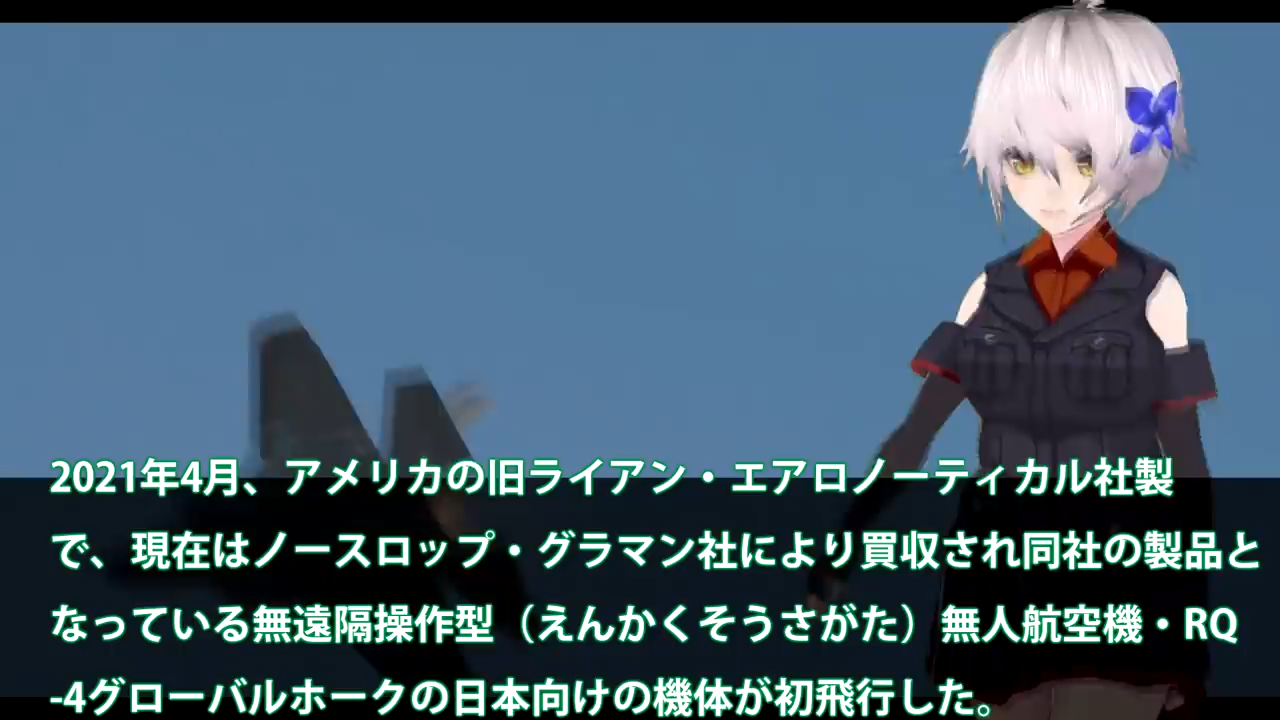 2021年4月、アメリカの旧ライアン・エアロノーティカル社製
で、現在はノースロップ・グラマン社により買収され同社の製品と
なっている無遠隔操作型（えんかくそうさがた）無人航空機・RQ
-4グローバルホークの日本向けの機体が初飛行した。